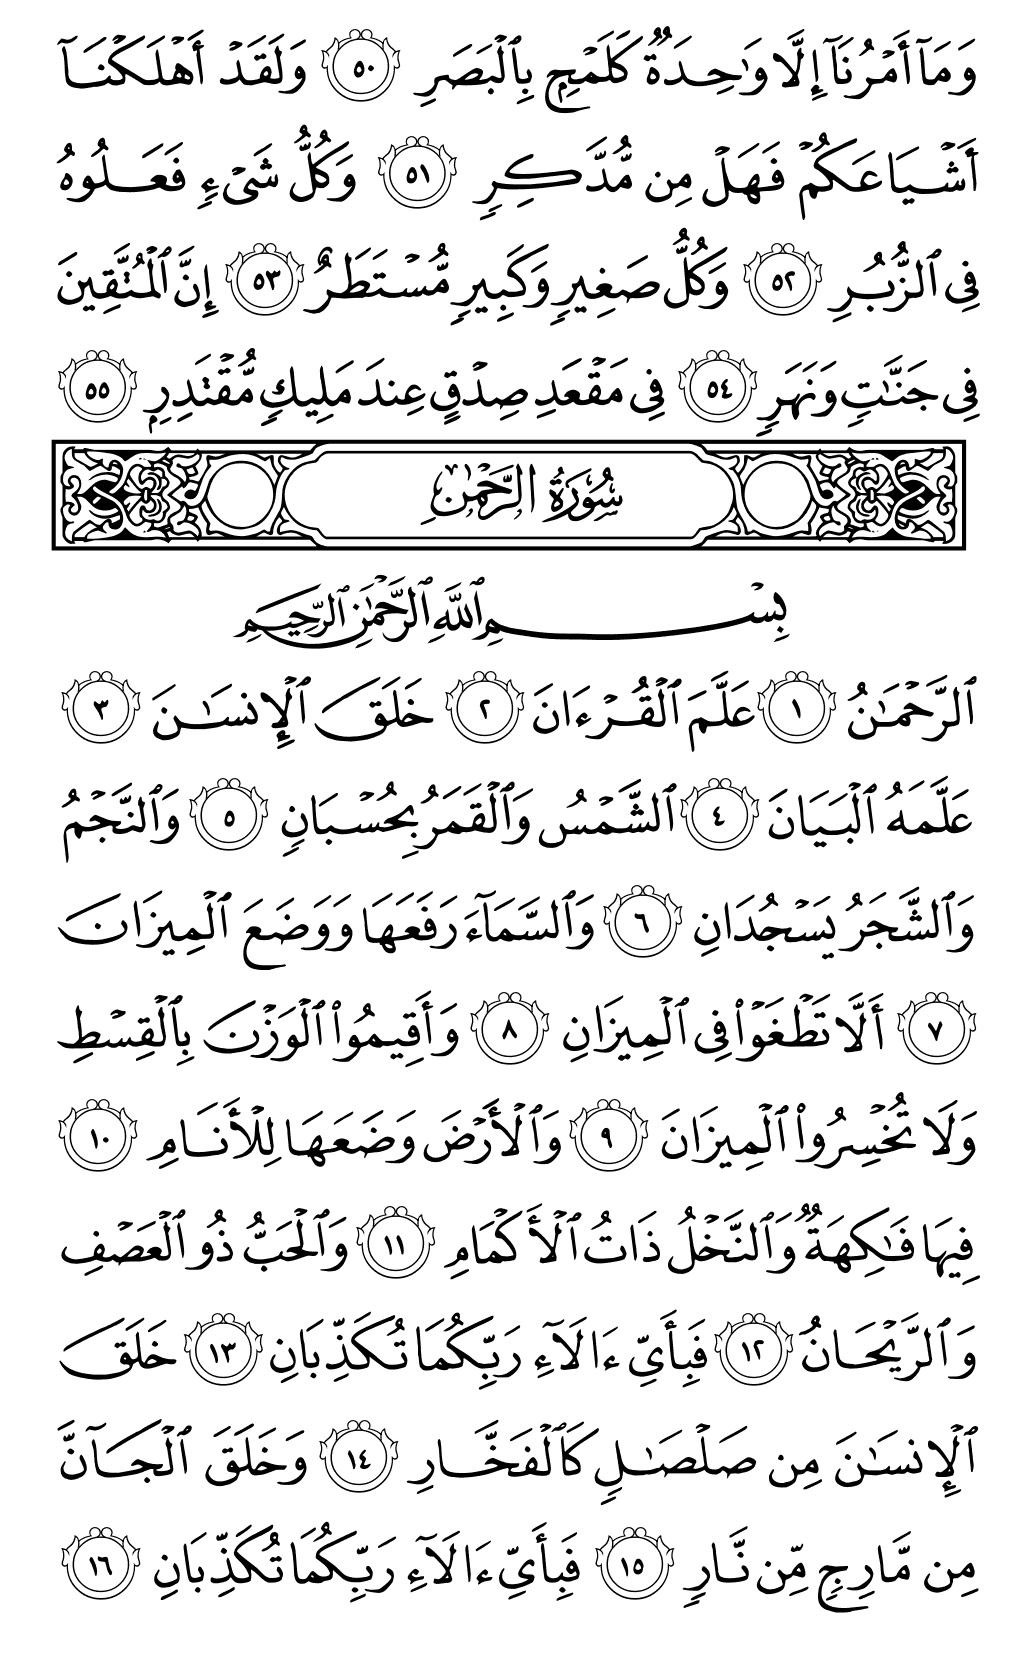 وَمَآ أَمْرُنَآ إِلَّا وَٰحِدَةٌ كَلَمْحٍۭ بِٱلْبَصَرِ ٥٠ وَلَقَدْ أَهْلَكْنَآ
أَشْيَاعَكُمْ فَهَلْ مِن مُّدَّكِرٍ ٥١ وَكُلُّ شَىْءٍ فَعَلُوهُ
فِى ٱلزُّبُرِ ٥٢ وَكُلُّ صَغِيرٍ وَكَبِيرٍ مُّسْتَطَرٌ ٥٣ إِنَّ ٱلْمُتَّقِينَ
فِى جَنَّٰتٍ وَنَهَرٍ ٥٤ فِى مَقْعَدِ صِدْقٍ عِندَ مَلِيكٍ مُّقْتَدِرٍۭ ٥٥
سُورَةُ الرَّحْمٰن
بِسْمِ ٱللَّهِ ٱلرَّحْمَٰنِ ٱلرَّحِيمِ
ٱلرَّحْمَٰنُ ١ عَلَّمَ ٱلْقُرْءَانَ ٢ خَلَقَ ٱلْإِنسَٰنَ ٣
عَلَّمَهُ ٱلْبَيَانَ ٤ ٱلشَّمْسُ وَٱلْقَمَرُ بِحُسْبَانٍ ٥ وَٱلنَّجْمُ
وَٱلشَّجَرُ يَسْجُدَانِ ٦ وَٱلسَّمَآءَ رَفَعَهَا وَوَضَعَ ٱلْمِيزَانَ
٧ أَلَّا تَطْغَوْا۟ فِى ٱلْمِيزَانِ ٨ وَأَقِيمُوا۟ ٱلْوَزْنَ بِٱلْقِسْطِ
وَلَا تُخْسِرُوا۟ ٱلْمِيزَانَ ٩ وَٱلْأَرْضَ وَضَعَهَا لِلْأَنَامِ ١٠
فِيهَا فَٰكِهَةٌ وَٱلنَّخْلُ ذَاتُ ٱلْأَكْمَامِ ١١ وَٱلْحَبُّ ذُو ٱلْعَصْفِ
وَٱلرَّيْحَانُ ١٢ فَبِأَىِّ ءَالَآءِ رَبِّكُمَا تُكَذِّبَانِ ١٣ خَلَقَ
ٱلْإِنسَٰنَ مِن صَلْصَٰلٍ كَٱلْفَخَّارِ ١٤ وَخَلَقَ ٱلْجَآنَّ
مِن مَّارِجٍ مِّن نَّارٍ ١٥ فَبِأَىِّ ءَالَآءِ رَبِّكُمَا تُكَذِّبَانِ ١٦